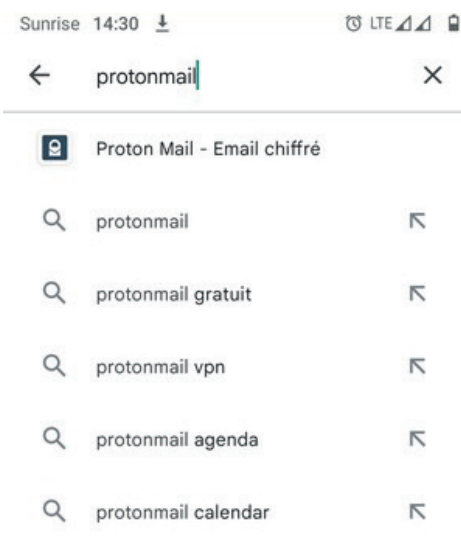 Sunrise 14:30 LTE
protonmail
Proton Mail - Email chiffré
protonmail
protonmail gratuit
protonmail vpn
protonmail agenda
protonmail calendar